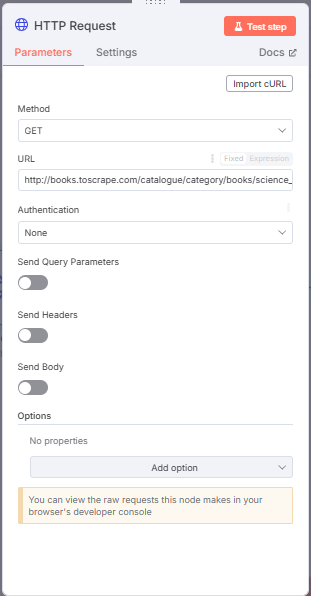 HTTP Request
Test step
Parameters
Settings
Docs
Import cURL
Method
GET
URL
Fixed
Expression
http://books.toscrape.com/catalogue/category/books/science_
Authentication
None
Send Query Parameters
Send Headers
Send Body
Options
No properties
Add option
You can view the raw requests this node makes in your
browser's developer console